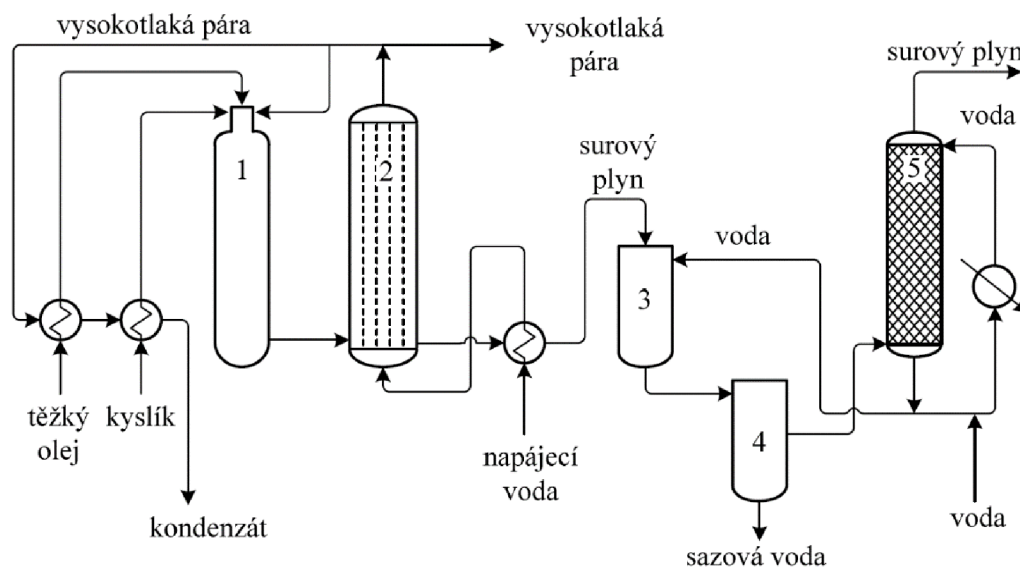 vysokotlaká pára
vysokotlaká
pára
surový plyn
voda
1
2
5
surový
plyn
voda
3
těžký
olej
kyslík
napájecí
voda
4
kondenzát
sazová voda
voda